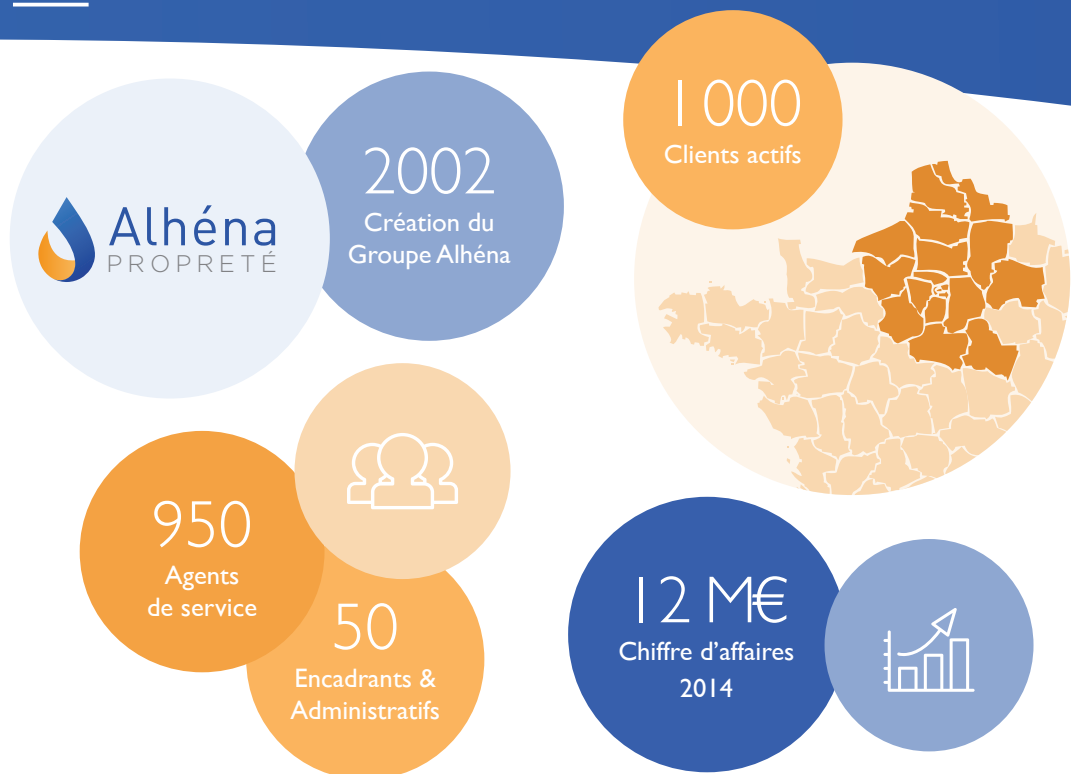 Alhéna
PROPRETÉ
2002
Création du
Groupe Alhéna
1 000
Clients actifs
950
Agents
de service
50
Encadrants &
Administratifs
12 M€
Chiffre d’affaires
2014